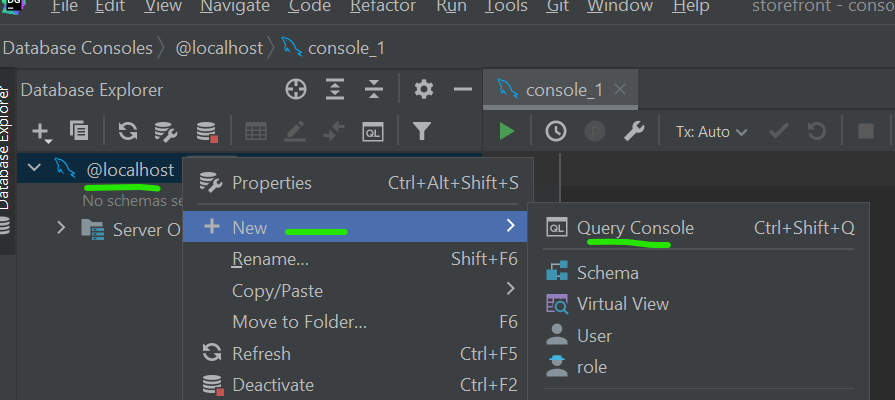 DG File Edit View Navigate Code Refactor Run Tools Git Window Help storefront - conso
Database Consoles @localhost console_1
Database Explorer
Database Explorer
console_1
QL
Tx: Auto
@localhost
No schemas se
Server O
Properties Ctrl+Alt+Shift+S
New
Rename... Shift+F6
Copy/Paste
Move to Folder... F6
Refresh Ctrl+F5
Deactivate Ctrl+F2
QL Query Console Ctrl+Shift+Q
Schema
Virtual View
User
role